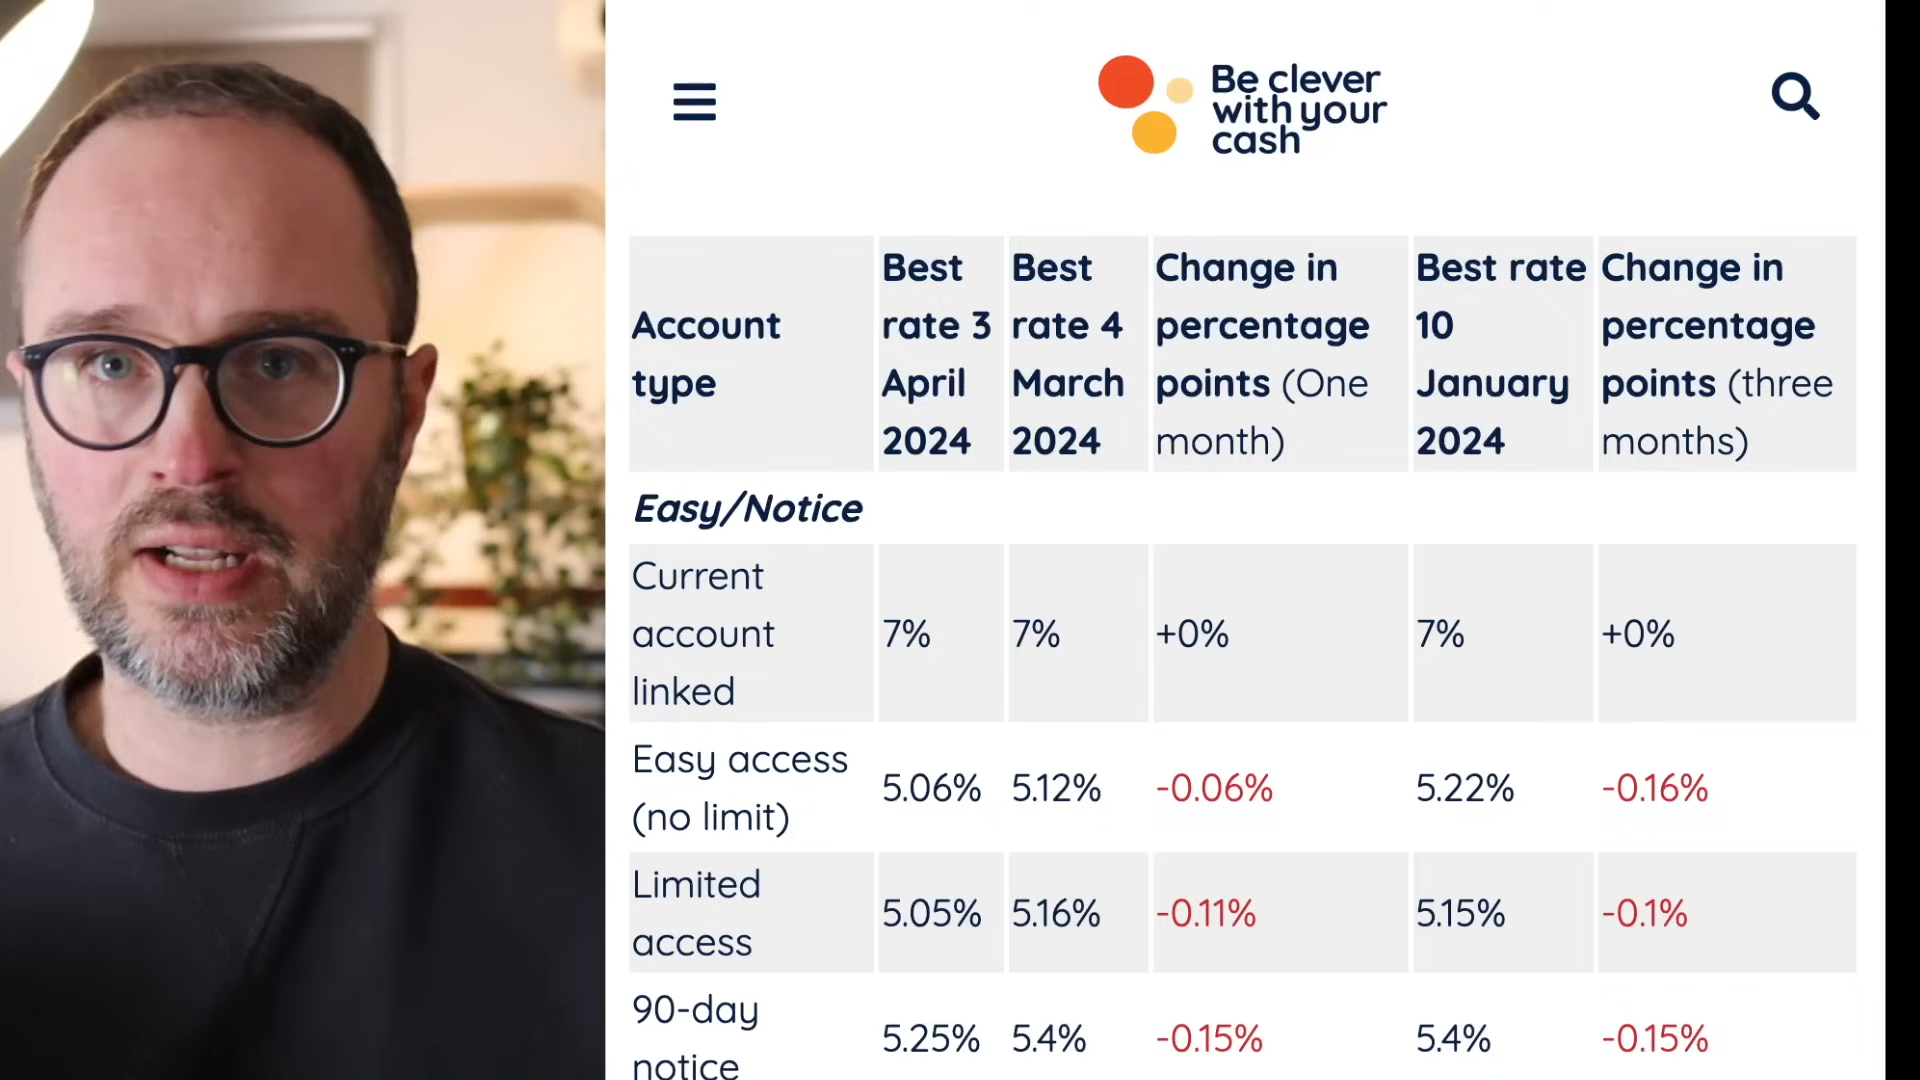 Be clever
with your
cash
Account type
Best rate 3 April 2024
Best rate 4 March 2024
Change in percentage points (One month)
Best rate 10 January 2024
Change in percentage points (three months)
Easy/Notice
Current account linked
7%
7%
+0%
7%
+0%
Easy access (no limit)
5.06%
5.12%
-0.06%
5.22%
-0.16%
Limited access
5.05%
5.16%
-0.11%
5.15%
-0.1%
90-day notice
5.25%
5.4%
-0.15%
5.4%
-0.15%